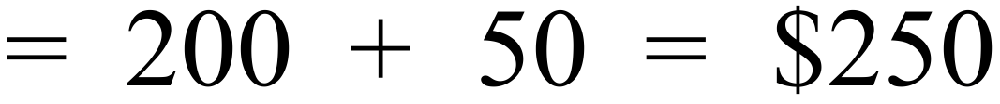 = 200 + 50 = $250